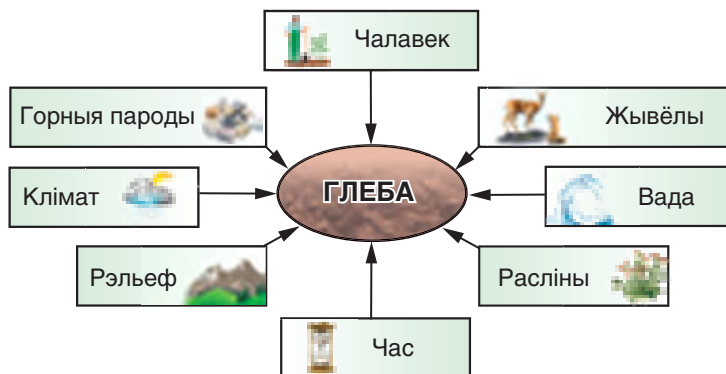 Чалавек
Горныя пароды
Жывёлы
ГЛЕБА
Клімат
Вада
Рэльеф
Расліны
Час